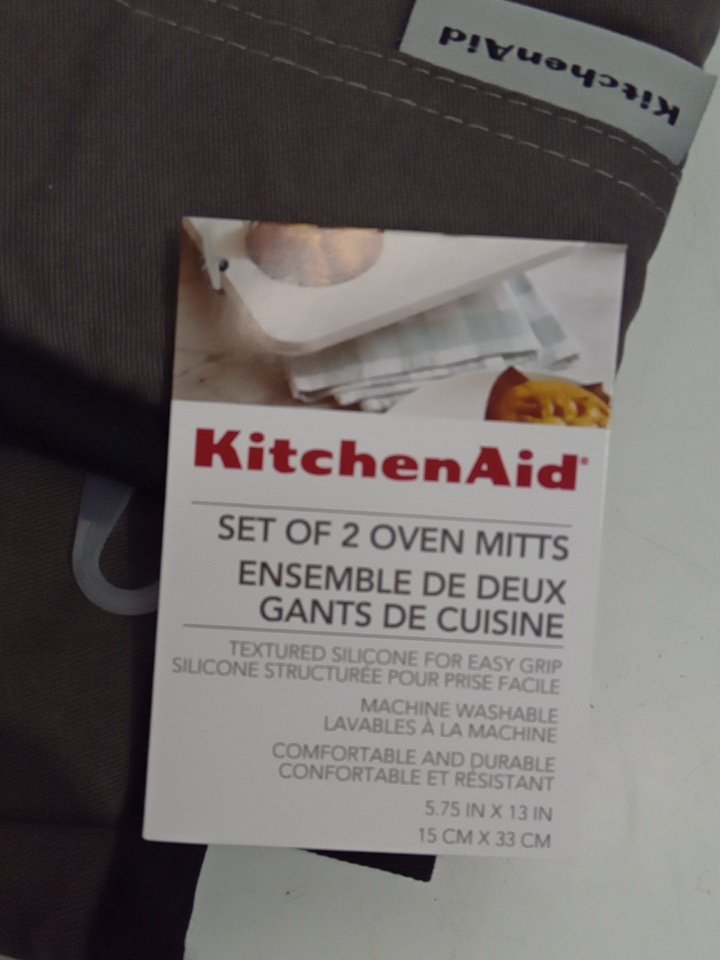 KitchenAid
KitchenAid®
SET OF 2 OVEN MITTS
ENSEMBLE DE DEUX
GANTS DE CUISINE
TEXTURED SILICONE FOR EASY GRIP
SILICONE STRUCTURÉE POUR PRISE FACILE
MACHINE WASHABLE
LAVABLES À LA MACHINE
COMFORTABLE AND DURABLE
CONFORTABLE ET RÉSISTANT
5.75 IN X 13 IN
15 CM X 33 CM